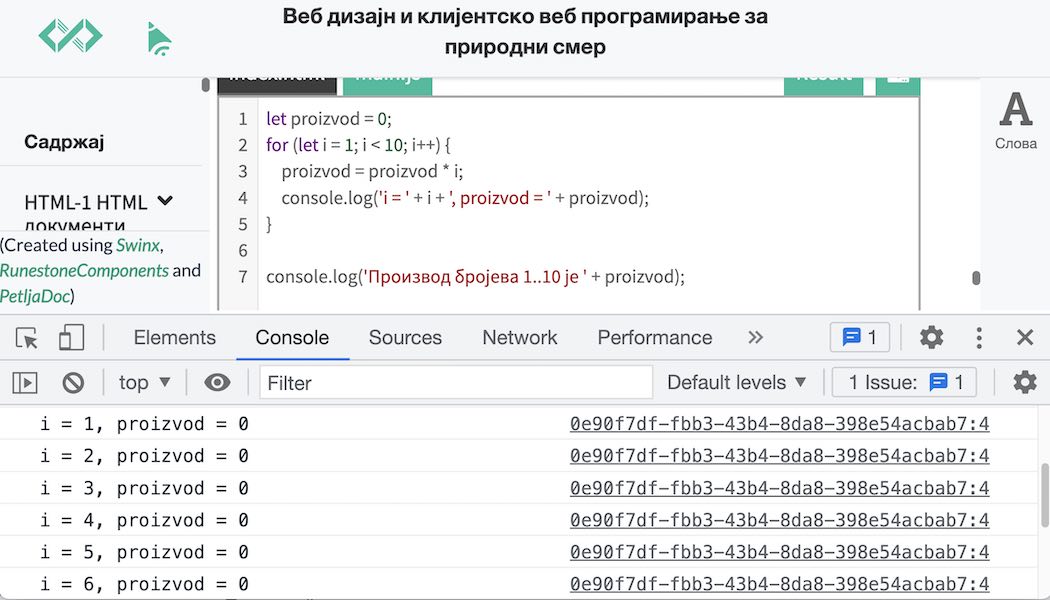 Веб дизајн и клијентско веб програмирање за
природни смер
index.html main.js Result
Садржај
HTML-1 HTML
документи
(Created using Swinx,
RunestoneComponents and
PetljaDoc)
1 let proizvod = 0;
2 for (let i = 1; i < 10; i++) {
3 proizvod = proizvod * i;
4 console.log('i = ' + i + ', proizvod = ' + proizvod);
5 }
6
7 console.log('Производ бројева 1..10 је ' + proizvod);
A
Слова
Elements Console Sources Network Performance 1
top Filter Default levels 1 Issue: 1
i = 1, proizvod = 0 0e90f7df-fbb3-43b4-8da8-398e54acbab7:4
i = 2, proizvod = 0 0e90f7df-fbb3-43b4-8da8-398e54acbab7:4
i = 3, proizvod = 0 0e90f7df-fbb3-43b4-8da8-398e54acbab7:4
i = 4, proizvod = 0 0e90f7df-fbb3-43b4-8da8-398e54acbab7:4
i = 5, proizvod = 0 0e90f7df-fbb3-43b4-8da8-398e54acbab7:4
i = 6, proizvod = 0 0e90f7df-fbb3-43b4-8da8-398e54acbab7:4